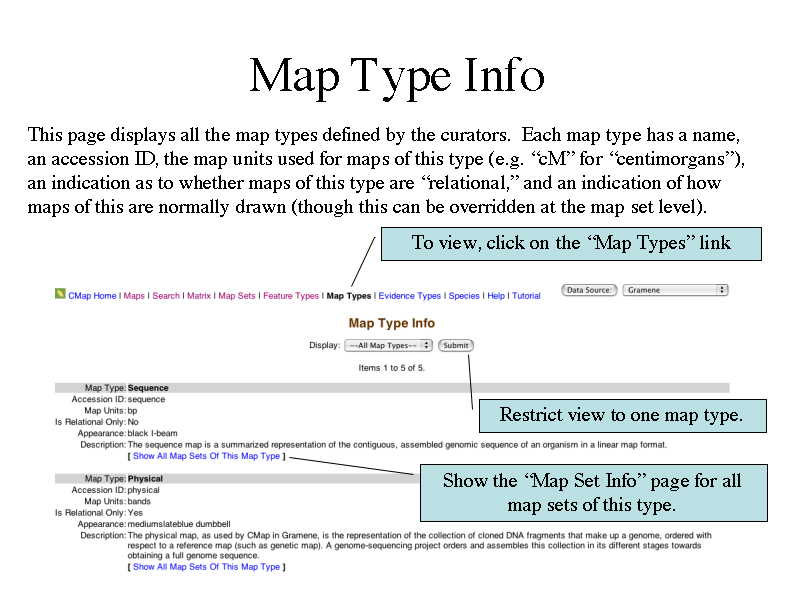 Map Type Info
This page displays all the map types defined by the curators.  Each map type has a name,
an accession ID, the map units used for maps of this type (e.g. “cM” for “centimorgans”),
an indication as to whether maps of this type are “relational,” and an indication of how
maps of this are normally drawn (though this can be overridden at the map set level).
To view, click on the “Map Types” link
CMap Home | Maps | Search | Matrix | Map Sets | Feature Types | Map Types | Evidence Types | Species | Help | Tutorial
Data Source: Gramene
Map Type Info
Display: --All Map Types-- Submit
Items 1 to 5 of 5.
Map Type: Sequence
Accession ID: sequence
Map Units: bp
Is Relational Only: No
Appearance: black I-beam
Description: The sequence map is a summarized representation of the contiguous, assembled genomic sequence of an organism in a linear map format.
[ Show All Map Sets Of This Map Type ]
Restrict view to one map type.
Show the “Map Set Info” page for all
map sets of this type.
Map Type: Physical
Accession ID: physical
Map Units: bands
Is Relational Only: Yes
Appearance: mediumslateblue dumbbell
Description: The physical map, as used by CMap in Gramene, is the representation of the collection of cloned DNA fragments that make up a genome, ordered with
respect to a reference map (such as genetic map). A genome-sequencing project orders and assembles this collection in its different stages towards
obtaining a full genome sequence.
[ Show All Map Sets Of This Map Type ]